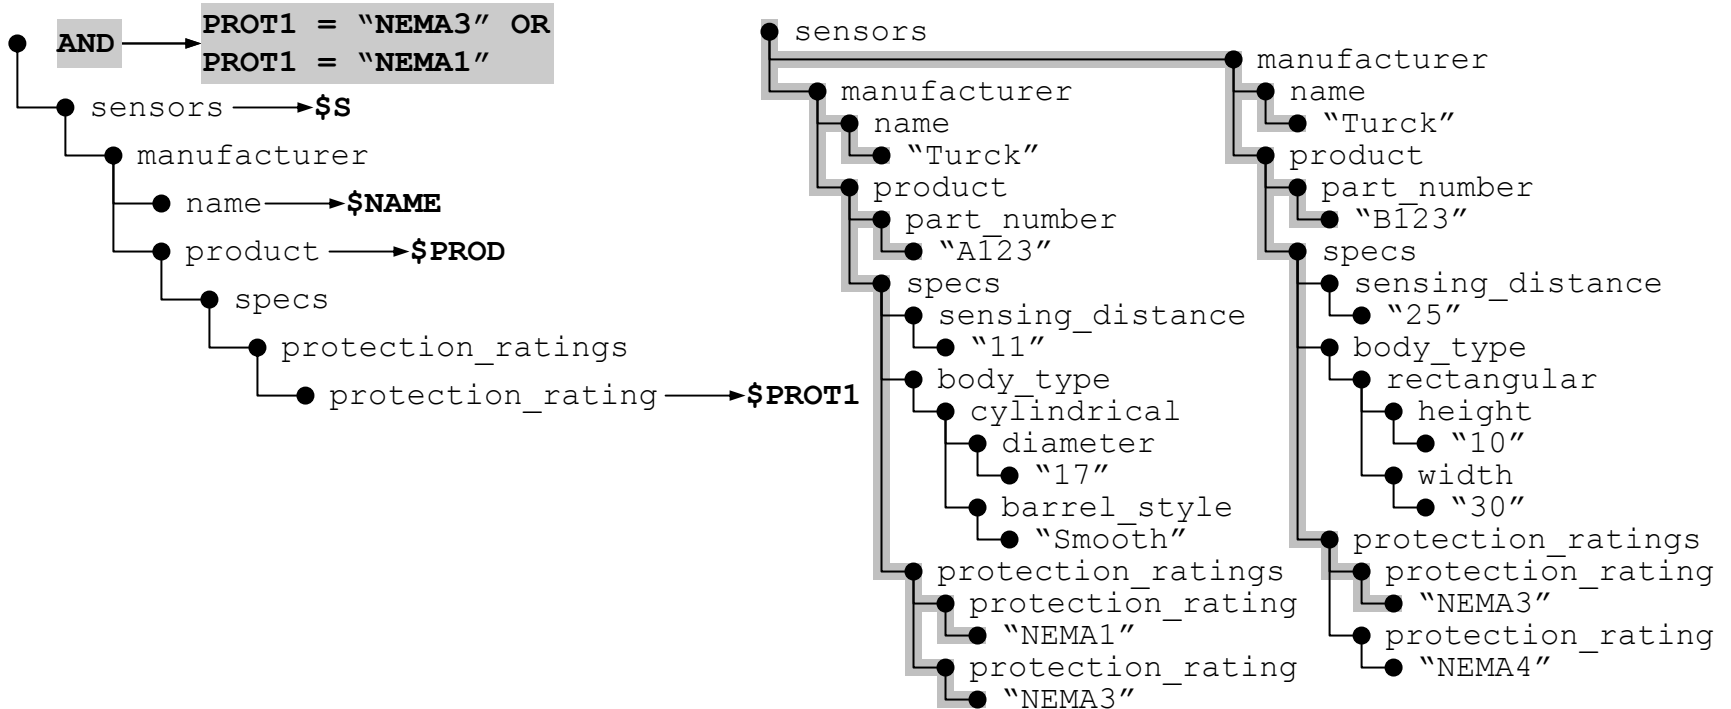 AND
PROT1 = “NEMA3” OR
PROT1 = “NEMA1”
sensors $S
manufacturer
name $NAME
product $PROD
specs
protection_ratings
protection_rating $PROT1
sensors
manufacturer
name
“Turck”
product
part_number
“A123”
specs
sensing_distance
“11”
body_type
cylindrical
diameter
“17”
barrel_style
“Smooth”
protection_ratings
protection_rating
“NEMA1”
protection_rating
“NEMA3”
manufacturer
name
“Turck”
product
part_number
“B123”
specs
sensing_distance
“25”
body_type
rectangular
height
“10”
width
“30”
protection_ratings
protection_rating
“NEMA3”
protection_rating
“NEMA4”